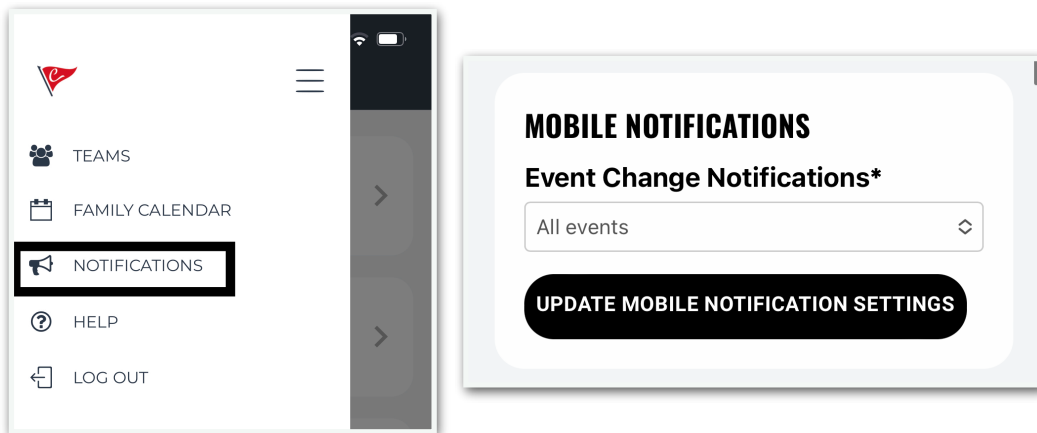 TEAMS
FAMILY CALENDAR
NOTIFICATIONS
HELP
LOG OUT
MOBILE NOTIFICATIONS
Event Change Notifications*
All events
UPDATE MOBILE NOTIFICATION SETTINGS